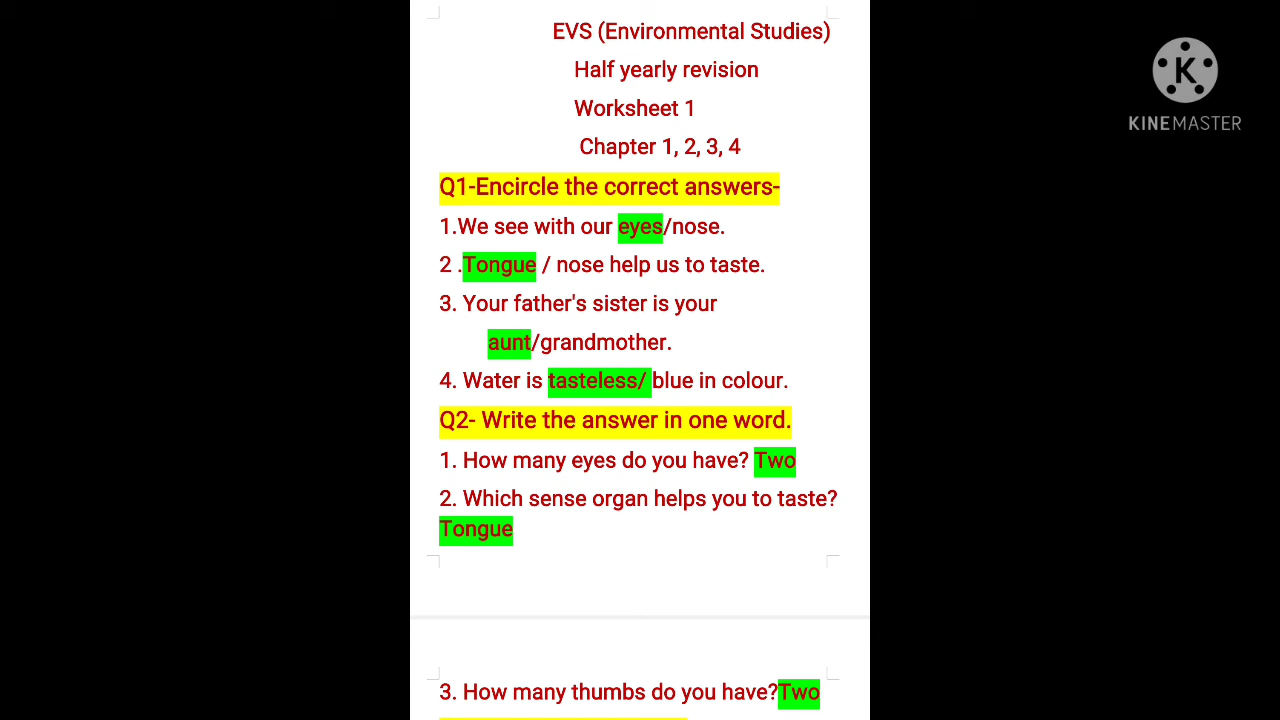 EVS (Environmental Studies)
Half yearly revision
Worksheet 1
Chapter 1, 2, 3, 4
Q1-Encircle the correct answers-
1.We see with our eyes/nose.
2 .Tongue / nose help us to taste.
3. Your father's sister is your
aunt/grandmother.
4. Water is tasteless/ blue in colour.
Q2- Write the answer in one word.
1. How many eyes do you have? Two
2. Which sense organ helps you to taste?
Tongue
3. How many thumbs do you have?Two
K
KINEMASTER